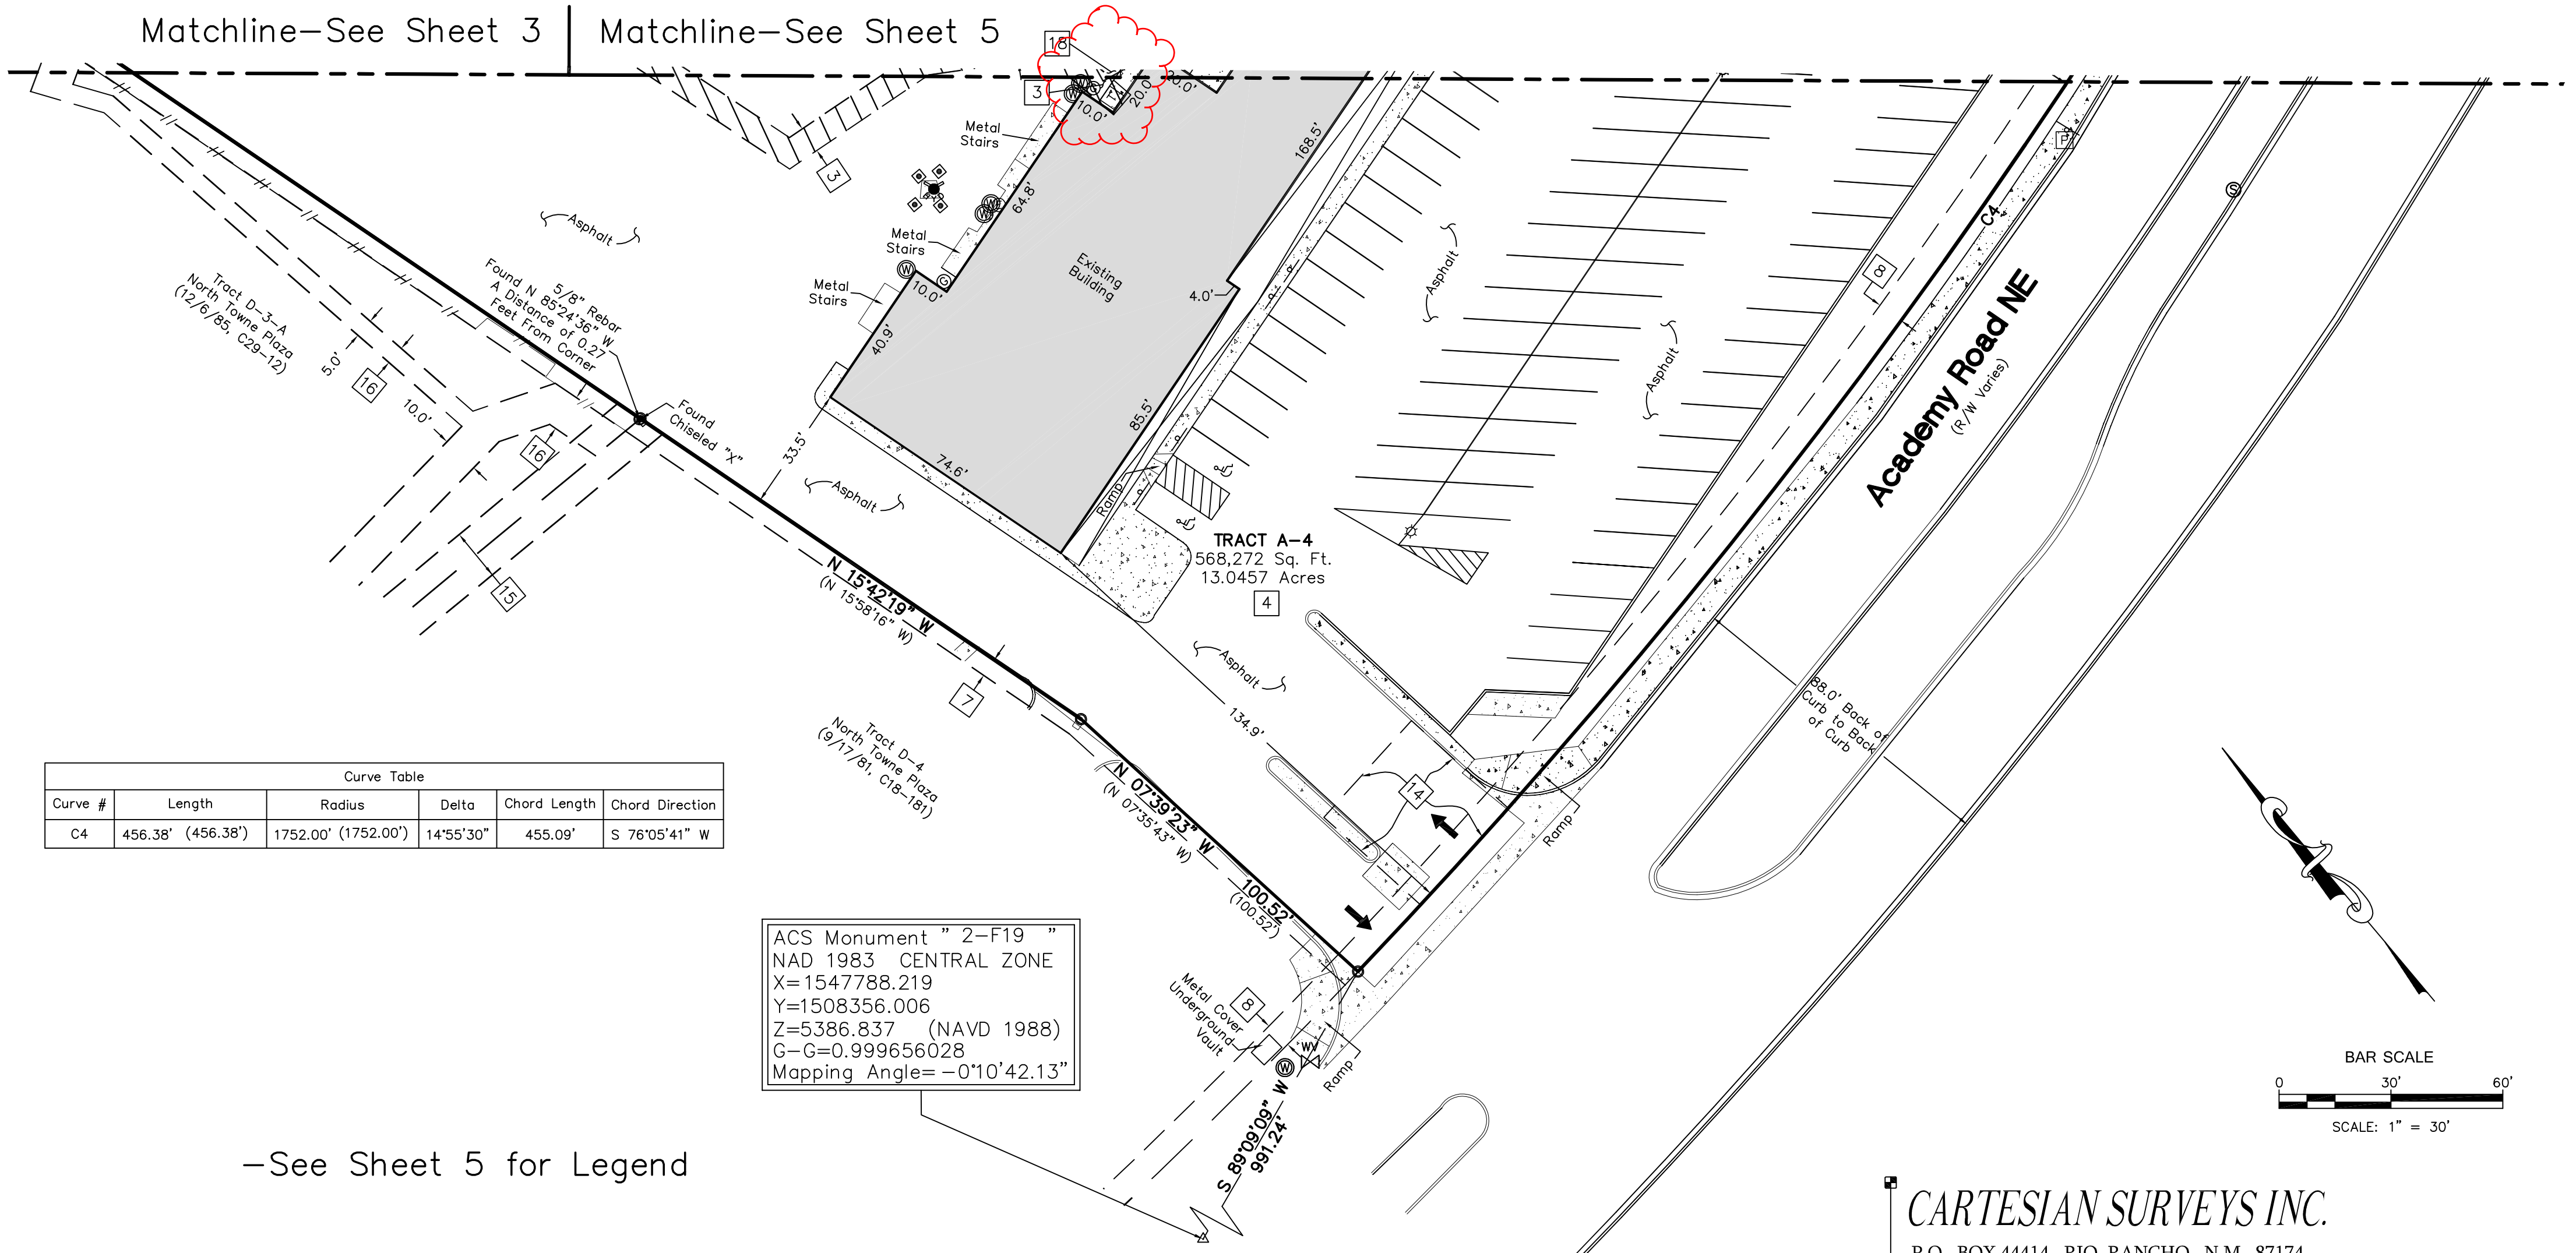 Matchline-See Sheet 3
Matchline-See Sheet 5
18
3
10.0'
20.0'
Metal
Stairs
168.5'
3
64.8'
P
S
C4
Asphalt
Metal
Stairs
W
G
10.0'
Existing
Building
4.0'
Asphalt
8
Academy Road NE
(R/W Varies)
Tract D-3-A
North Towne Plaza
(12/6/85, C29-12)
5/8" Rebar
Found N 85°24'36" W
A Distance of 0.27
Feet From Corner
Metal
Stairs
40.9'
5.0'
16
10.0'
Found
Chiseled "X"
16
33.5'
74.6'
85.5'
Asphalt
Asphalt
Ramp
15
TRACT A-4
568,272 Sq. Ft.
13.0457 Acres
4
N 15°42'19" W
(N 15°58'16" W)
7
Asphalt
134.9'
88.0' Back of
Curb to Back
of Curb
Tract D-4
North Towne Plaza
(9/17/81, C18-181)
N 07°39'23" W
(N 07°35'43" W)
100.52'
(100.52')
14
Ramp
Curve Table
Curve # Length Radius Delta Chord Length Chord Direction
C4 456.38' (456.38') 1752.00' (1752.00') 14°55'30" 455.09' S 76°05'41" W
ACS Monument " 2-F19 "
NAD 1983 CENTRAL ZONE
X=1547788.219
Y=1508356.006
Z=5386.837 (NAVD 1988)
G-G=0.999656028
Mapping Angle= -0°10'42.13"
8
Metal Cover
Underground
Vault
WV
W
Ramp
S 89°09'09" W
991.24'
BAR SCALE
0 30' 60'
SCALE: 1" = 30'
-See Sheet 5 for Legend
CARTESIAN SURVEYS INC.
P.O. BOX 44414, RIO RANCHO, N.M. 87174